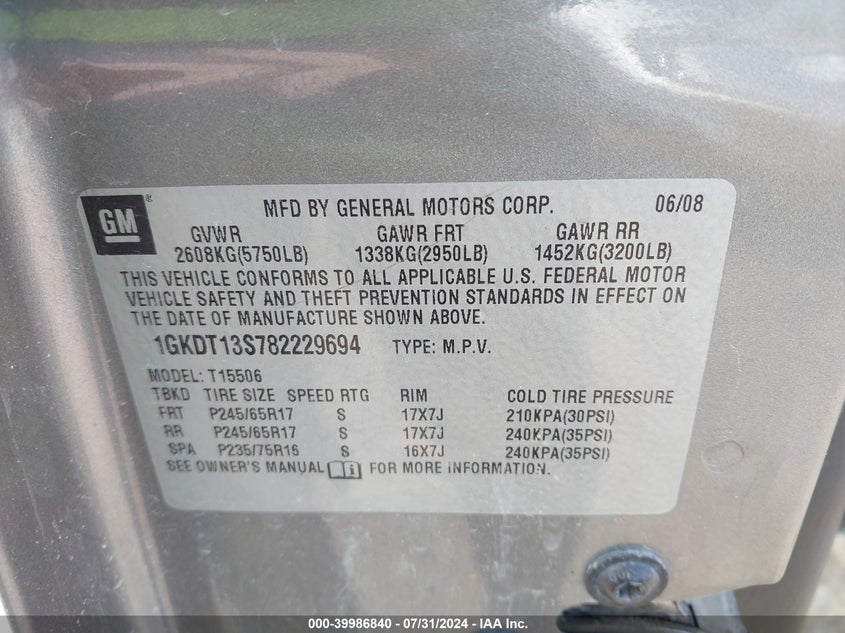 GM®
MFD BY GENERAL MOTORS CORP. 06/08
GVWR GAWR FRT GAWR RR
2608KG(5750LB) 1338KG(2950LB) 1452KG(3200LB)
THIS VEHICLE CONFORMS TO ALL APPLICABLE U.S. FEDERAL MOTOR
VEHICLE SAFETY AND THEFT PREVENTION STANDARDS IN EFFECT ON
THE DATE OF MANUFACTURE SHOWN ABOVE.
1GKDT13S782229694 TYPE: M.P.V.
MODEL: T15506
TBKD TIRE SIZE SPEED RTG RIM COLD TIRE PRESSURE
FRT P245/65R17 S 17X7J 210KPA(30PSI)
RR P245/65R17 S 17X7J 240KPA(35PSI)
SPA P235/75R16 S 16X7J 240KPA(35PSI)
SEE OWNER'S MANUAL FOR MORE INFORMATION.
000-39986840 - 07/31/2024 - IAA Inc.